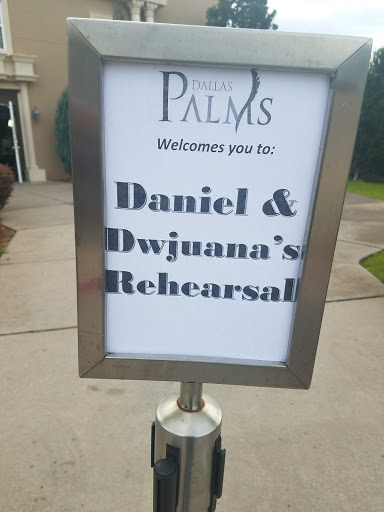 DALLAS
PALMS
Welcomes you to:
Daniel &
Dwjuana's
Rehearsal